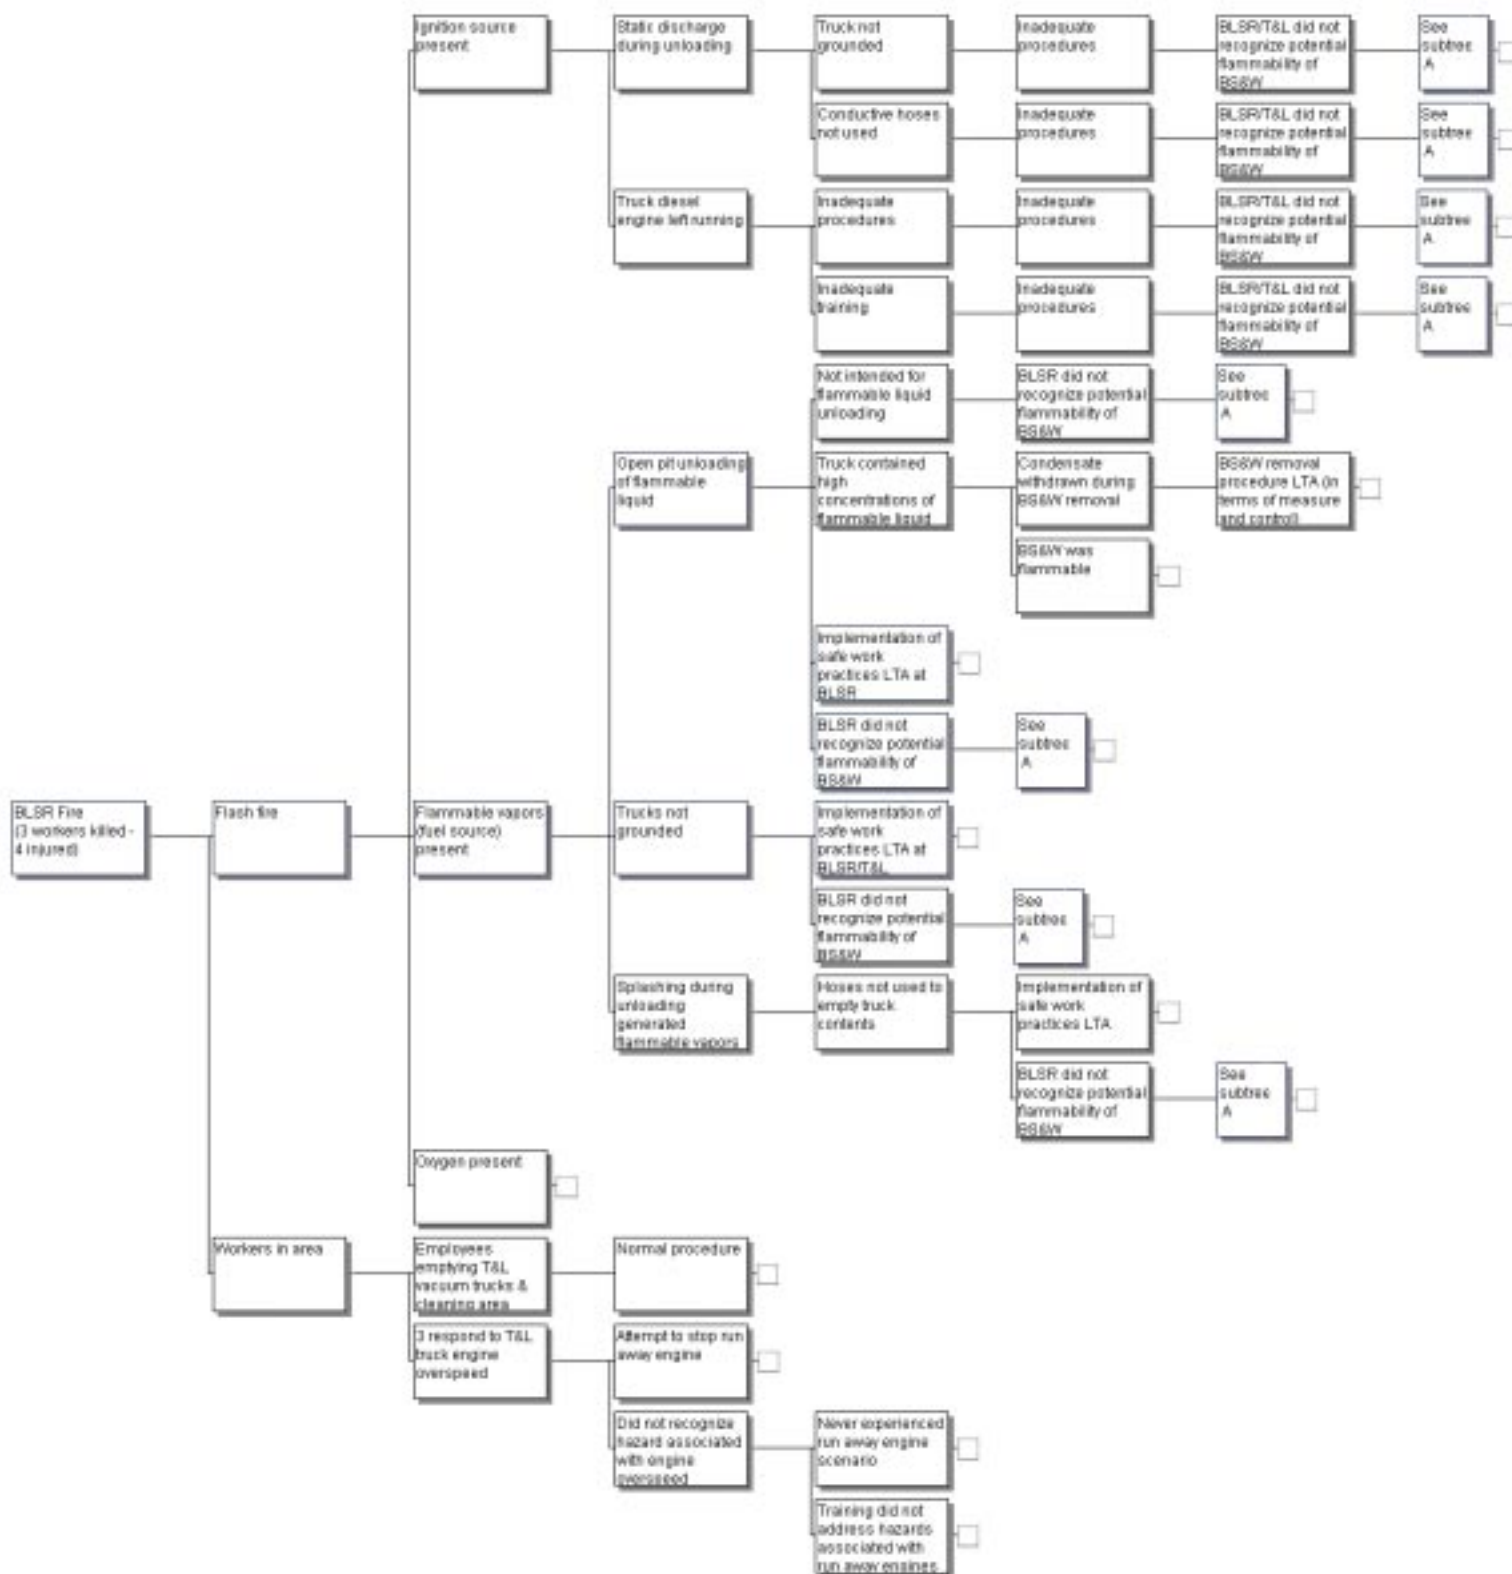 Ignition source
present
Static discharge
during unloading
Truck not
grounded
Inadequate
procedures
BLSR/T&L did not
recognize potential
flammability of
BS&W
See
subtree
A
Conductive hoses
not used
Inadequate
procedures
BLSR/T&L did not
recognize potential
flammability of
BS&W
See
subtree
A
Truck diesel
engine left running
Inadequate
procedures
Inadequate
procedures
BLSR/T&L did not
recognize potential
flammability of
BS&W
See
subtree
A
Inadequate
training
Inadequate
procedures
BLSR/T&L did not
recognize potential
flammability of
BS&W
See
subtree
A
Not intended for
flammable liquid
unloading
BLSR did not
recognize potential
flammability of
BS&W
See
subtree
A
Open pit unloading
of flammable
liquid
Truck contained
high
concentrations of
flammable liquid
Condensate
withdrawn during
BS&W removal
BS&W removal
procedure LTA (in
terms of measure
and control)
BS&W was
flammable
Implementation of
safe work
practices LTA at
BLSR
BLSR did not
recognize potential
flammability of
BS&W
See
subtree
A
BLSR Fire
(3 workers killed -
4 injured)
Flash fire
Flammable vapors
(fuel source)
present
Trucks not
grounded
Implementation of
safe work
practices LTA at
BLSR/T&L
BLSR did not
recognize potential
flammability of
BS&W
See
subtree
A
Splashing during
unloading
generated
flammable vapors
Hoses not used to
empty truck
contents
Implementation of
safe work
practices LTA
BLSR did not
recognize potential
flammability of
BS&W
See
subtree
A
Oxygen present
Workers in area
Employees
emptying T&L
vacuum trucks &
cleaning area
Normal procedure
3 respond to T&L
truck engine
overspeed
Attempt to stop run
away engine
Did not recognize
hazard associated
with engine
overspeed
Never experienced
run away engine
scenario
Training did not
address hazards
associated with
run away engines